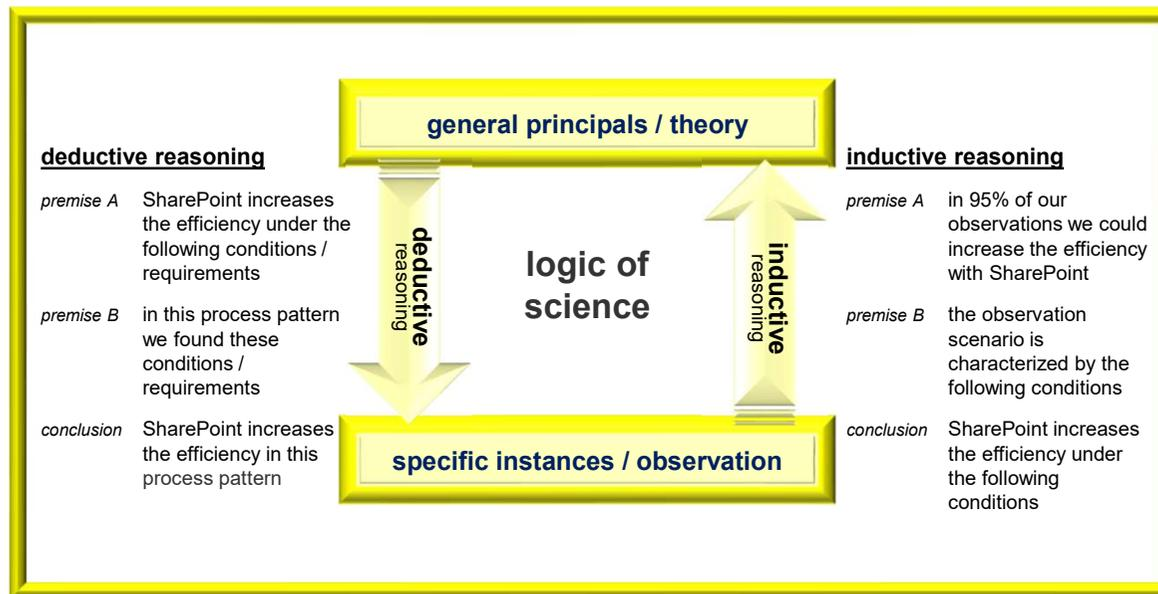 general principals / theory
deductive reasoning
premise A SharePoint increases
the efficiency under the
following conditions /
requirements
premise B in this process pattern
we found these
conditions /
requirements
conclusion SharePoint increases
the efficiency in this
process pattern
deductive
reasoning
logic of
science
inductive
reasoning
inductive reasoning
premise A in 95% of our
observations we could
increase the efficiency
with SharePoint
premise B the observation
scenario is
characterized by the
following conditions
conclusion SharePoint increases
the efficiency under
the following
conditions
specific instances / observation